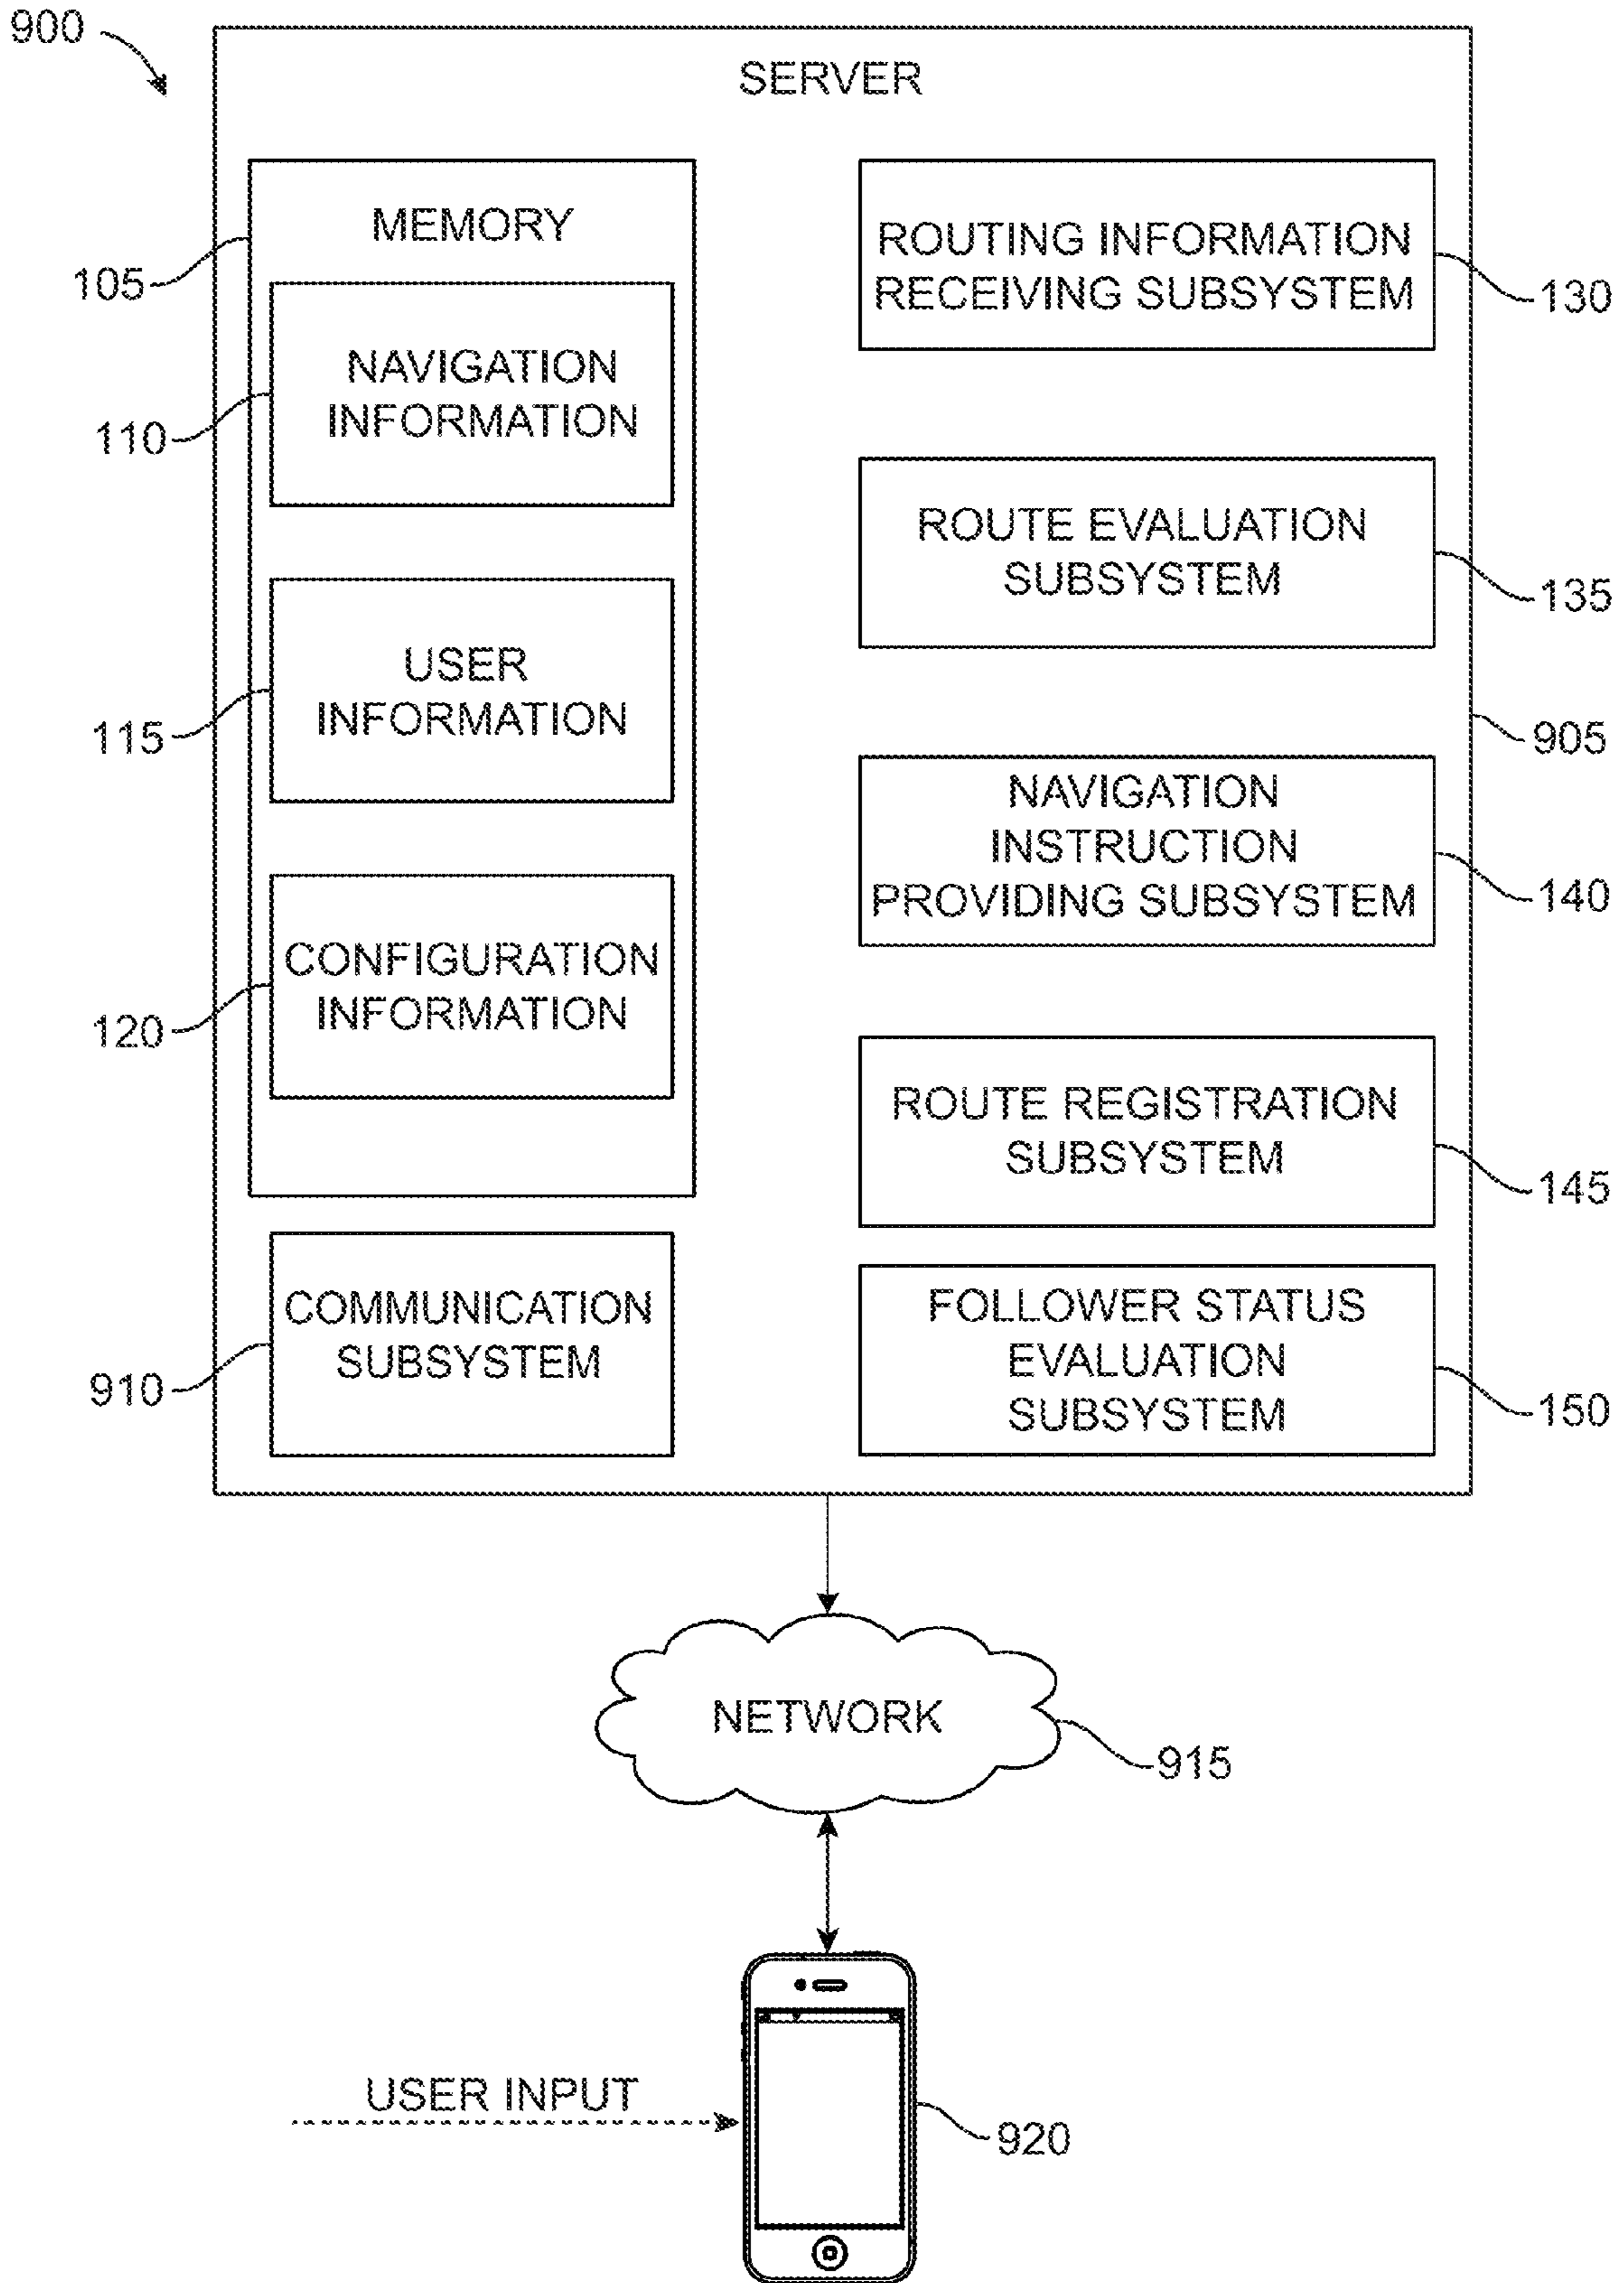 900
SERVER
MEMORY
105
NAVIGATION
INFORMATION
110
USER
INFORMATION
115
CONFIGURATION
INFORMATION
120
COMMUNICATION
SUBSYSTEM
910
ROUTING INFORMATION
RECEIVING SUBSYSTEM
130
ROUTE EVALUATION
SUBSYSTEM
135
905
NAVIGATION
INSTRUCTION
PROVIDING SUBSYSTEM
140
ROUTE REGISTRATION
SUBSYSTEM
145
FOLLOWER STATUS
EVALUATION
SUBSYSTEM
150
NETWORK
915
USER INPUT
920